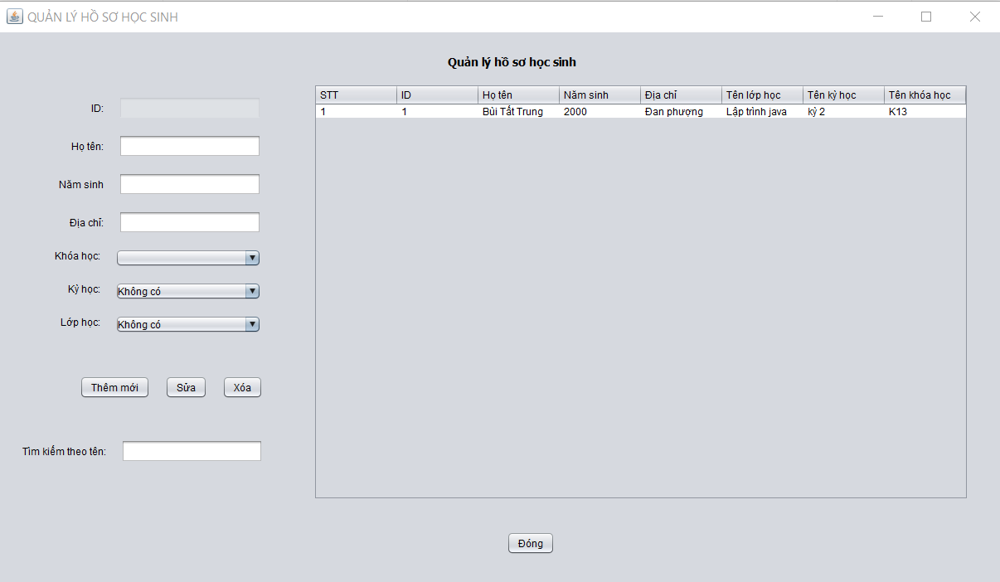 QUẢN LÝ HỒ SƠ HỌC SINH
Quản lý hồ sơ học sinh
ID:
Họ tên:
Năm sinh
Địa chỉ:
Khóa học:
Kỳ học: Không có
Lớp học: Không có
Thêm mới Sửa Xóa
Tìm kiếm theo tên:
STT ID Họ tên Năm sinh Địa chỉ Tên lớp học Tên kỳ học Tên khóa học
1 1 Bùi Tất Trung 2000 Đan phượng Lập trình java kỳ 2 K13
Đóng